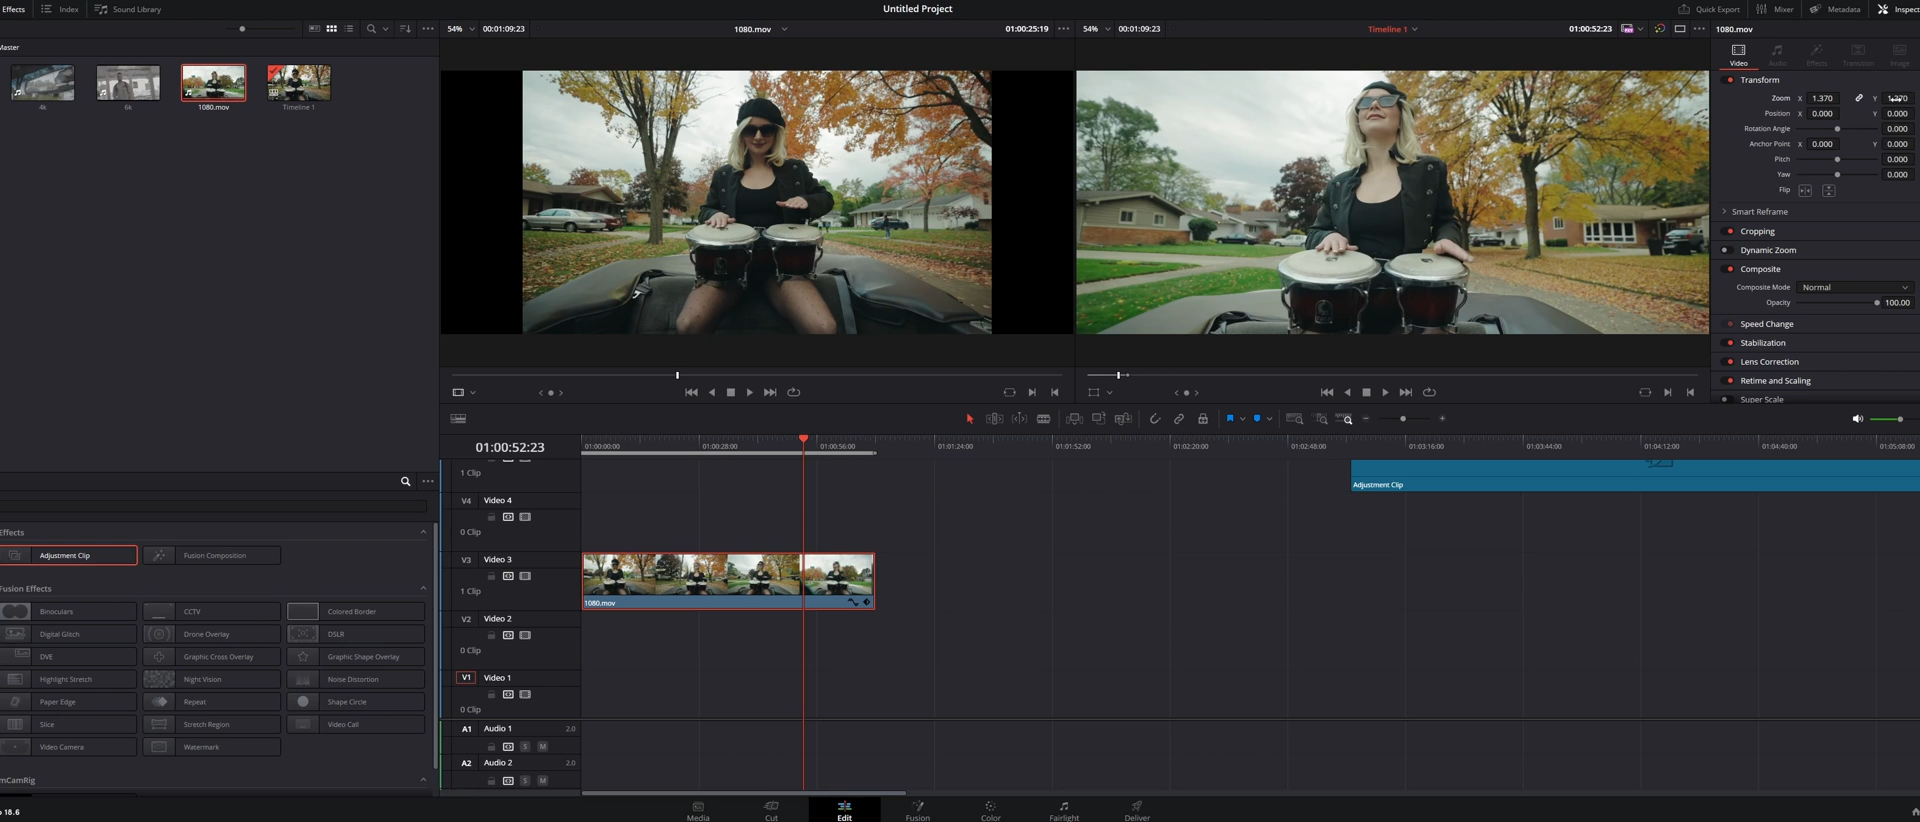 Effects Index Sound Library Untitled Project Quick Export Mixer Metadata Inspect
54% 00:01:09:23 1080.mov 01:00:25:19 54% 00:01:09:23 Timeline 1 01:00:52:23 1080.mov
Master
Video Audio Effects Transition Image
4k 6k 1080.mov Timeline 1
Transform
Zoom X 1.370 Y
Position X 0.000 Y 0.000
Rotation Angle 0.000
Anchor Point X 0.000 Y 0.000
Pitch 0.000
Yaw 0.000
Flip
Smart Reframe
Cropping
Dynamic Zoom
Composite
Composite Mode Normal
Opacity 100.00
Speed Change
Stabilization
Lens Correction
Retime and Scaling
Super Scale
01:00:52:23 01:00:00:00 01:00:28:00 01:00:56:00 01:01:24:00 01:01:52:00 01:02:20:00 01:02:48:00 01:03:16:00 01:03:44:00 01:04:12:00 01:04:40:00 01:05:08:00
1 Clip
Adjustment Clip
V4 Video 4
0 Clip
V3 Video 3
1 Clip
1080.mov
V2 Video 2
0 Clip
V1 Video 1
0 Clip
A1 Audio 1 2.0
S M
A2 Audio 2 2.0
S M
Effects
Adjustment Clip Fusion Composition
Fusion Effects
Binoculars CCTV Colored Border
Digital Glitch Drone Overlay DSLR
DVE Graphic Cross Overlay Graphic Shape Overlay
Highlight Stretch Night Vision Noise Distortion
Paper Edge Repeat Shape Circle
Slice Stretch Region Video Call
Video Camera Watermark
mCamRig
o 18.6
Media Cut Edit Fusion Color Fairlight Deliver